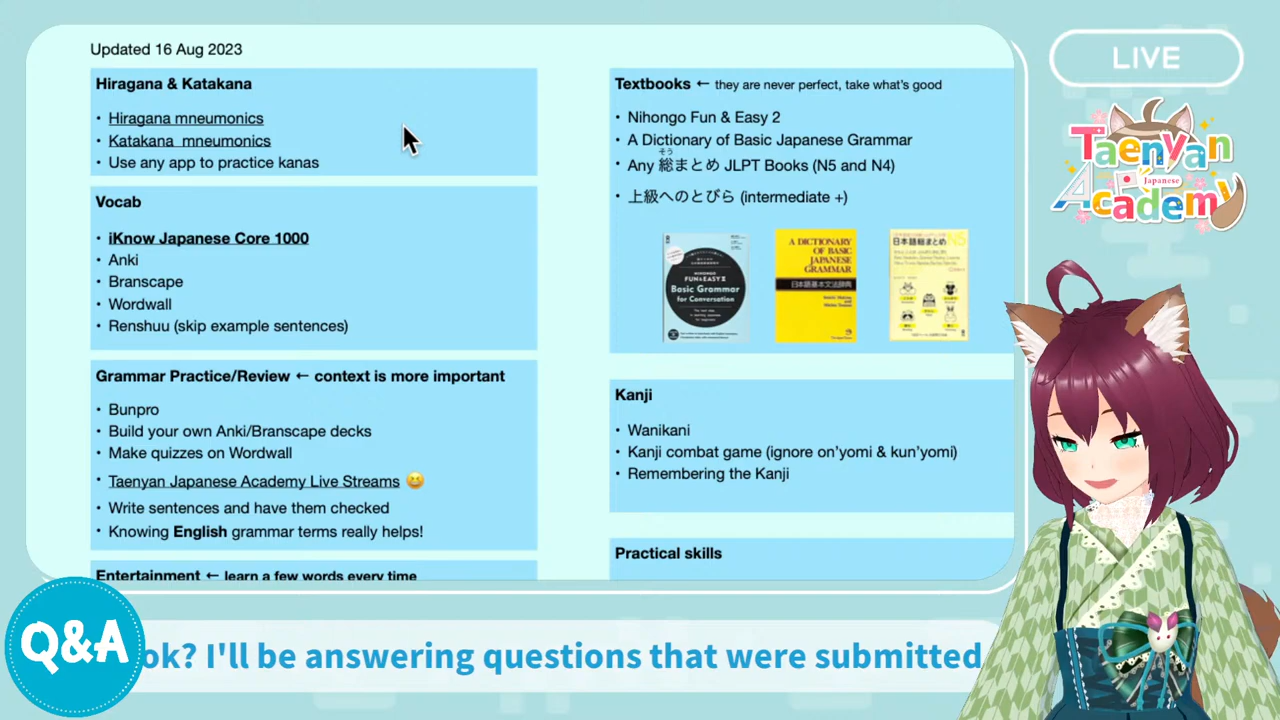 Updated 16 Aug 2023
Hiragana & Katakana
• Hiragana mneumonics
• Katakana mneumonics
• Use any app to practice kanas
Vocab
• iKnow Japanese Core 1000
• Anki
• Branscape
• Wordwall
• Renshuu (skip example sentences)
Grammar Practice/Review ← context is more important
• Bunpro
• Build your own Anki/Branscape decks
• Make quizzes on Wordwall
• Taenyan Japanese Academy Live Streams 😆
• Write sentences and have them checked
• Knowing English grammar terms really helps!
Entertainment ← learn a few words every time
Textbooks ← they are never perfect, take what's good
• Nihongo Fun & Easy 2
• A Dictionary of Basic Japanese Grammar
そう
• Any 総まとめ JLPT Books (N5 and N4)
• 上級へのとびら (intermediate +)
NIHONGO
FUN & EASY II
Basic Grammar
for Conversation
A DICTIONARY
OF BASIC
JAPANESE
GRAMMAR
日本語基本文法辞典
日本語総まとめ N5
Kanji
• Wanikani
• Kanji combat game (ignore on'yomi & kun'yomi)
• Remembering the Kanji
Practical skills
LIVE
Taenyan
Japanese
Academy
Q&A
ok? I'll be answering questions that were submitted